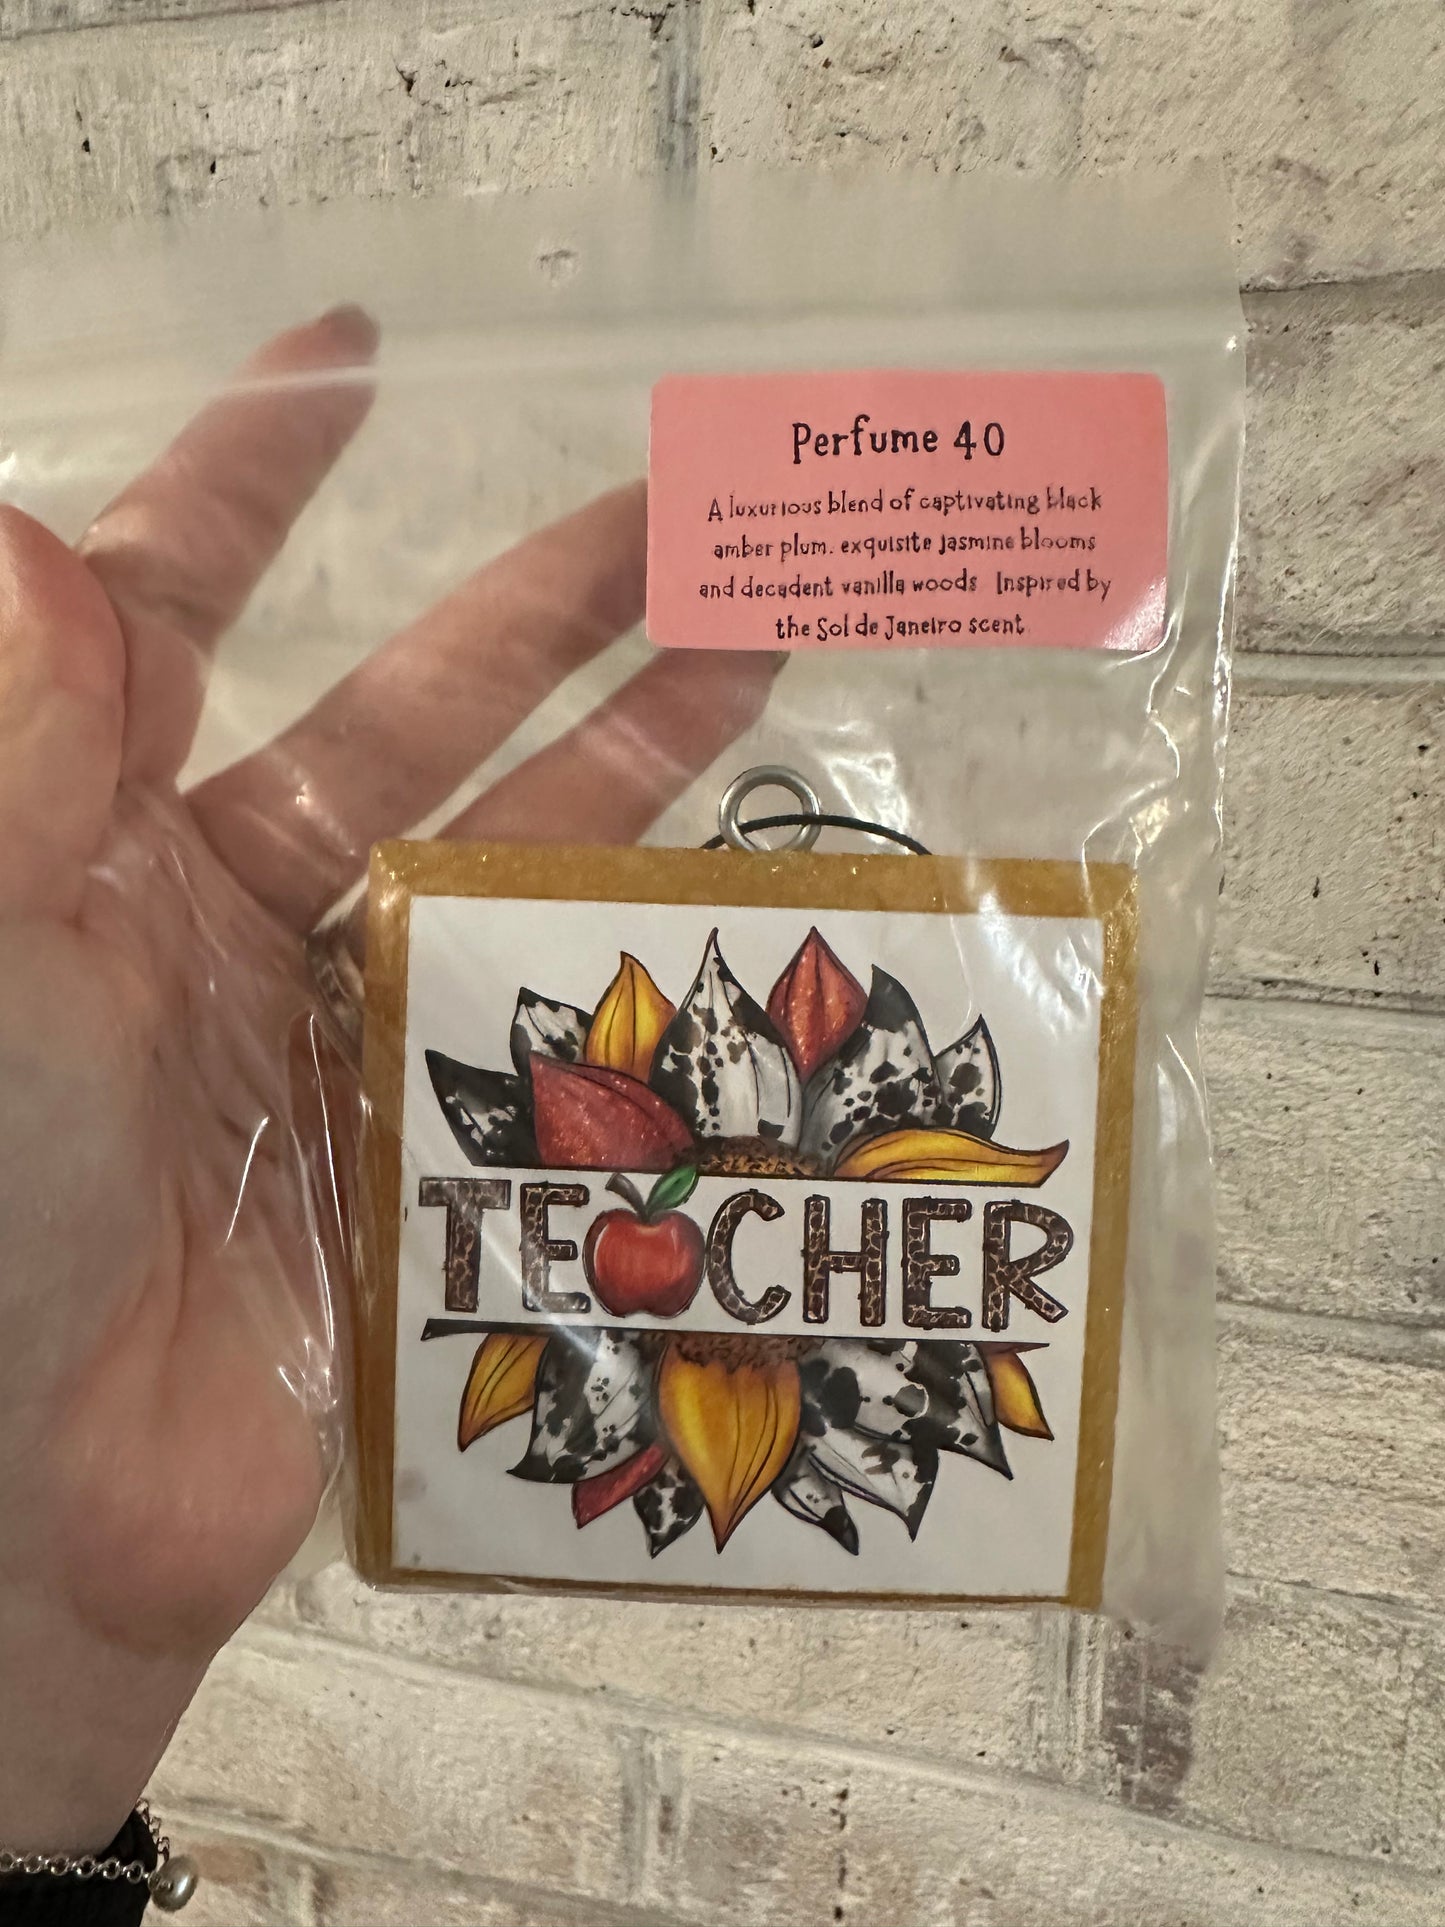 Perfume 40
A luxurious blend of captivating black
amber plum. exquisite jasmine blooms
and decadent vanilla woods Inspired by
the Sol de Janeiro scent
TECHER